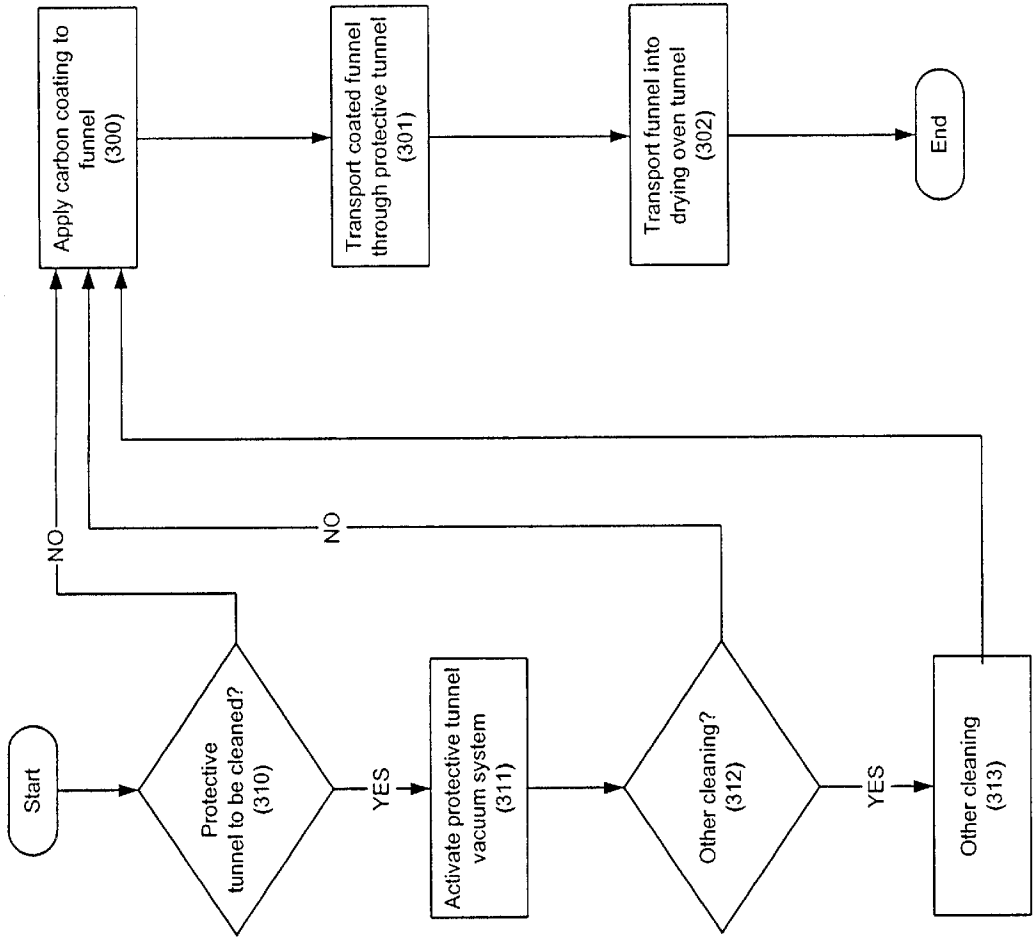 Start
Protective
tunnel to be cleaned?
(310)
NO
YES
Activate protective tunnel
vacuum system
(311)
Other cleaning?
(312)
NO
YES
Other cleaning
(313)
Apply carbon coating to
funnel
(300)
Transport coated funnel
through protective tunnel
(301)
Transport funnel into
drying oven tunnel
(302)
End